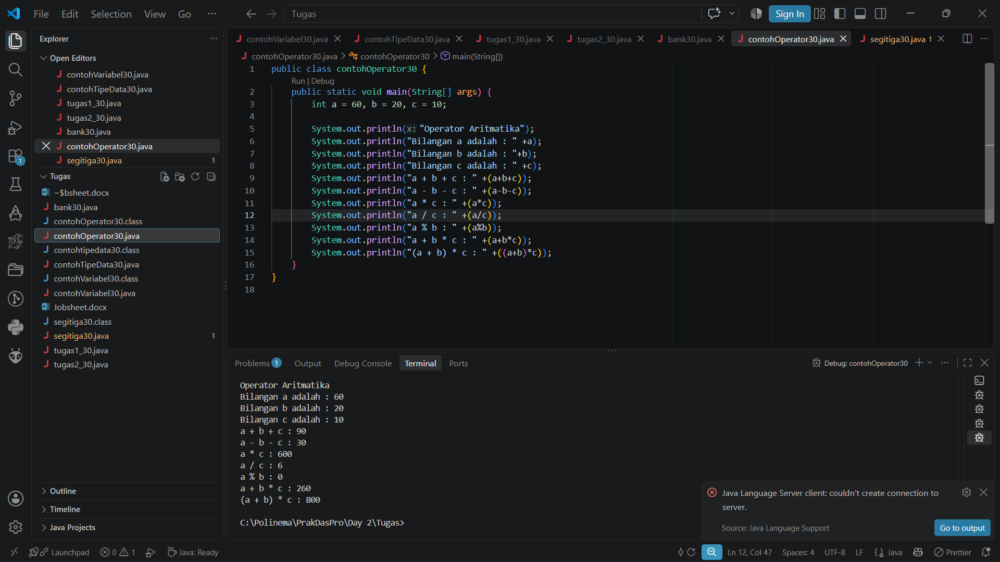 File Edit Selection View Go ···
Tugas
Sign In
Explorer
Open Editors
contohVariabel30.java
contohTipeData30.java
tugas1_30.java
tugas2_30.java
bank30.java
contohOperator30.java
segitiga30.java 1
Tugas
~$bsheet.docx
bank30.java
contohOperator30.class
contohOperator30.java
contohtipedata30.class
contohTipeData30.java
contohVariabel30.class
contohVariabel30.java
Jobsheet.docx
segitiga30.class
segitiga30.java 1
tugas1_30.java
tugas2_30.java
Outline
Timeline
Java Projects
1
contohVariabel30.java contohTipeData30.java tugas1_30.java tugas2_30.java bank30.java contohOperator30.java segitiga30.java 1
contohOperator30.java > contohOperator30 > main(String[])
1 public class contohOperator30 {
Run | Debug
2 public static void main(String[] args) {
3 int a = 60, b = 20, c = 10;
4
5 System.out.println(x: "Operator Aritmatika");
6 System.out.println("Bilangan a adalah : " +a);
7 System.out.println("Bilangan b adalah : "+b);
8 System.out.println("Bilangan c adalah : " +c);
9 System.out.println("a + b + c : " +(a+b+c));
10 System.out.println("a - b - c : " +(a-b-c));
11 System.out.println("a * c : " +(a*c));
12 System.out.println("a / c : " +(a/c));
13 System.out.println("a % b : " +(a%b));
14 System.out.println("a + b * c : " +(a+b*c));
15 System.out.println("(a + b) * c : " +((a+b)*c));
16 }
17 }
18
Problems 1 Output Debug Console Terminal Ports
Debug: contohOperator30
Operator Aritmatika
Bilangan a adalah : 60
Bilangan b adalah : 20
Bilangan c adalah : 10
a + b + c : 90
a - b - c : 30
a * c : 600
a / c : 6
a % b : 0
a + b * c : 260
(a + b) * c : 800
C:\Polinema\PrakDasPro\Day 2\Tugas>
Java Language Server client: couldn't create connection to
server.
Source: Java Language Support
Go to output
Launchpad 0 1 Java: Ready
Ln 12, Col 47 Spaces: 4 UTF-8 LF {} Java Prettier